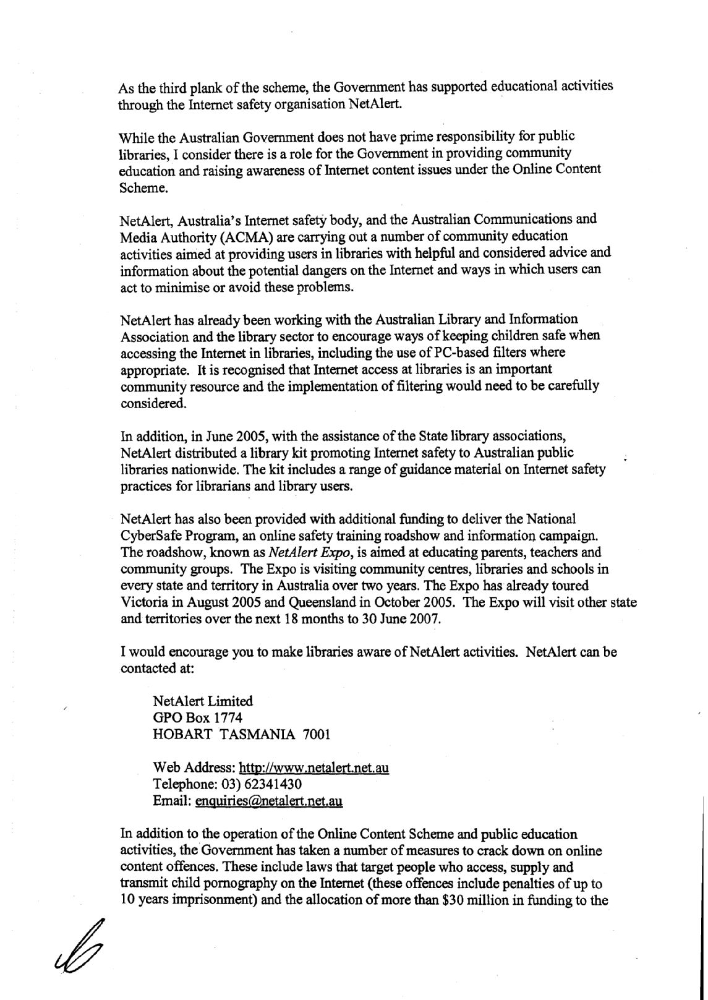 As the third plank of the scheme, the Government has supported educational activities
through the Internet safety organisation NetAlert.
While the Australian Government does not have prime responsibility for public
libraries, I consider there is a role for the Government in providing community
education and raising awareness of Internet content issues under the Online Content
Scheme.
NetAlert, Australia's Internet safety body, and the Australian Communications and
Media Authority (ACMA) are carrying out a number of community education
activities aimed at providing users in libraries with helpful and considered advice and
information about the potential dangers on the Internet and ways in which users can
act to minimise or avoid these problems.
NetAlert has already been working with the Australian Library and Information
Association and the library sector to encourage ways of keeping children safe when
accessing the Internet in libraries, including the use of PC-based filters where
appropriate.  It is recognised that Internet access at libraries is an important
community resource and the implementation of filtering would need to be carefully
considered.
In addition, in June 2005, with the assistance of the State library associations,
NetAlert distributed a library kit promoting Internet safety to Australian public
libraries nationwide. The kit includes a range of guidance material on Internet safety
practices for librarians and library users.
NetAlert has also been provided with additional funding to deliver the National
CyberSafe Program, an online safety training roadshow and information campaign.
The roadshow, known as NetAlert Expo, is aimed at educating parents, teachers and
community groups.  The Expo is visiting community centres, libraries and schools in
every state and territory in Australia over two years. The Expo has already toured
Victoria in August 2005 and Queensland in October 2005.  The Expo will visit other state
and territories over the next 18 months to 30 June 2007.
I would encourage you to make libraries aware of NetAlert activities.  NetAlert can be
contacted at:
NetAlert Limited
GPO Box 1774
HOBART  TASMANIA  7001
Web Address: http://www.netalert.net.au
Telephone: 03) 62341430
Email: enquiries@netalert.net.au
In addition to the operation of the Online Content Scheme and public education
activities, the Government has taken a number of measures to crack down on online
content offences. These include laws that target people who access, supply and
transmit child pornography on the Internet (these offences include penalties of up to
10 years imprisonment) and the allocation of more than $30 million in funding to the